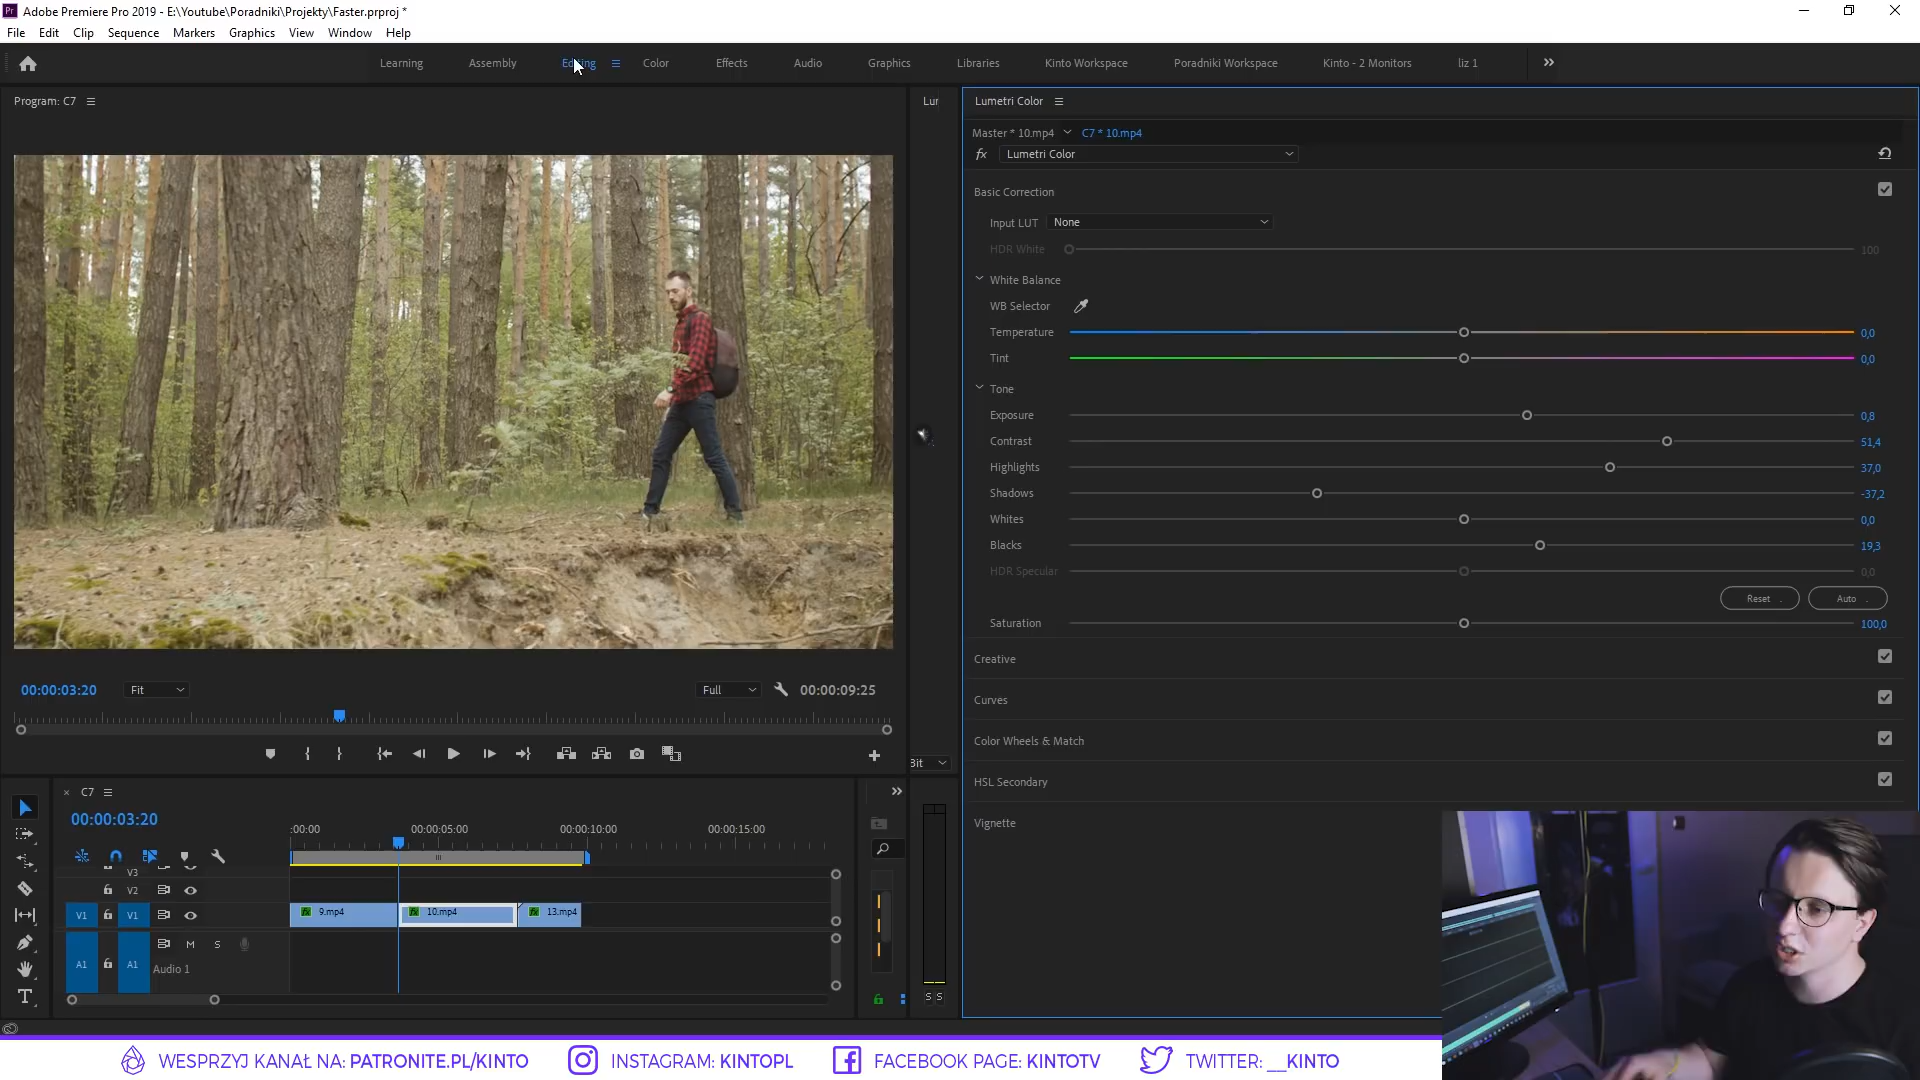 Pr Adobe Premiere Pro 2019 - E:\Youtube\Poradniki\Projekty\Faster.prproj *
File Edit Clip Sequence Markers Graphics View Window Help
Learning Assembly Editing Color Effects Audio Graphics Libraries Kinto Workspace Poradniki Workspace Kinto - 2 Monitors liz 1
Program: C7
Lur
Lumetri Color
Master * 10.mp4 C7 * 10.mp4
fx Lumetri Color
Basic Correction
Input LUT None
HDR White 100
White Balance
WB Selector
Temperature 0,0
Tint 0,0
Tone
Exposure 0,8
Contrast 51,4
Highlights 37,0
Shadows -37,2
Whites 0,0
Blacks 19,3
HDR Specular 0,0
Reset Auto
Saturation 100,0
Creative
Curves
Color Wheels & Match
HSL Secondary
Vignette
00:00:03:20 Fit Full 00:00:09:25
Bit
C7
00:00:03:20
:00:00 00:00:05:00 00:00:10:00 00:00:15:00
V3
V2
V1 V1 9.mp4 10.mp4 13.mp4
A1 A1 M S
Audio 1
S S
WESPRZYJ KANAŁ NA: PATRONITE.PL/KINTO INSTAGRAM: KINTOPL FACEBOOK PAGE: KINTOTV TWITTER: __KINTO